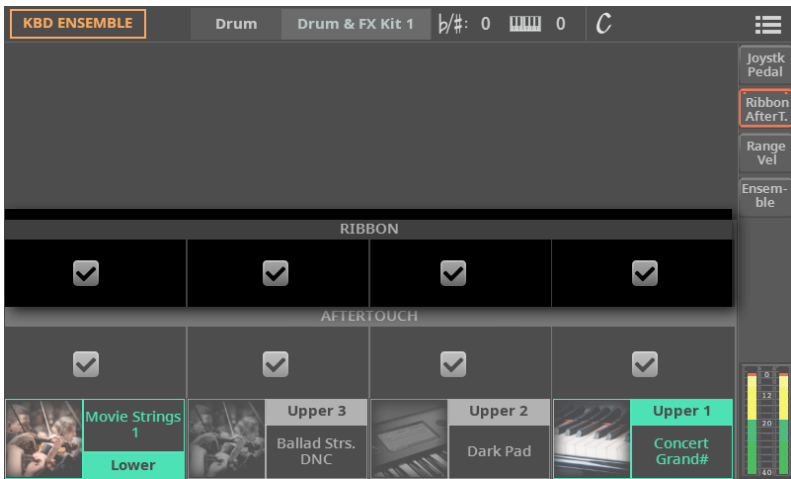 KBD ENSEMBLE Drum Drum & FX Kit 1 ♭/#: 0 0 C
Joystk
Pedal
Ribbon
AfterT.
Range
Vel
Ensem-
ble
RIBBON
AFTERTOUCH
Movie Strings
1
Lower
Upper 3
Ballad Strs.
DNC
Upper 2
Dark Pad
Upper 1
Concert
Grand#
0
12
20
40